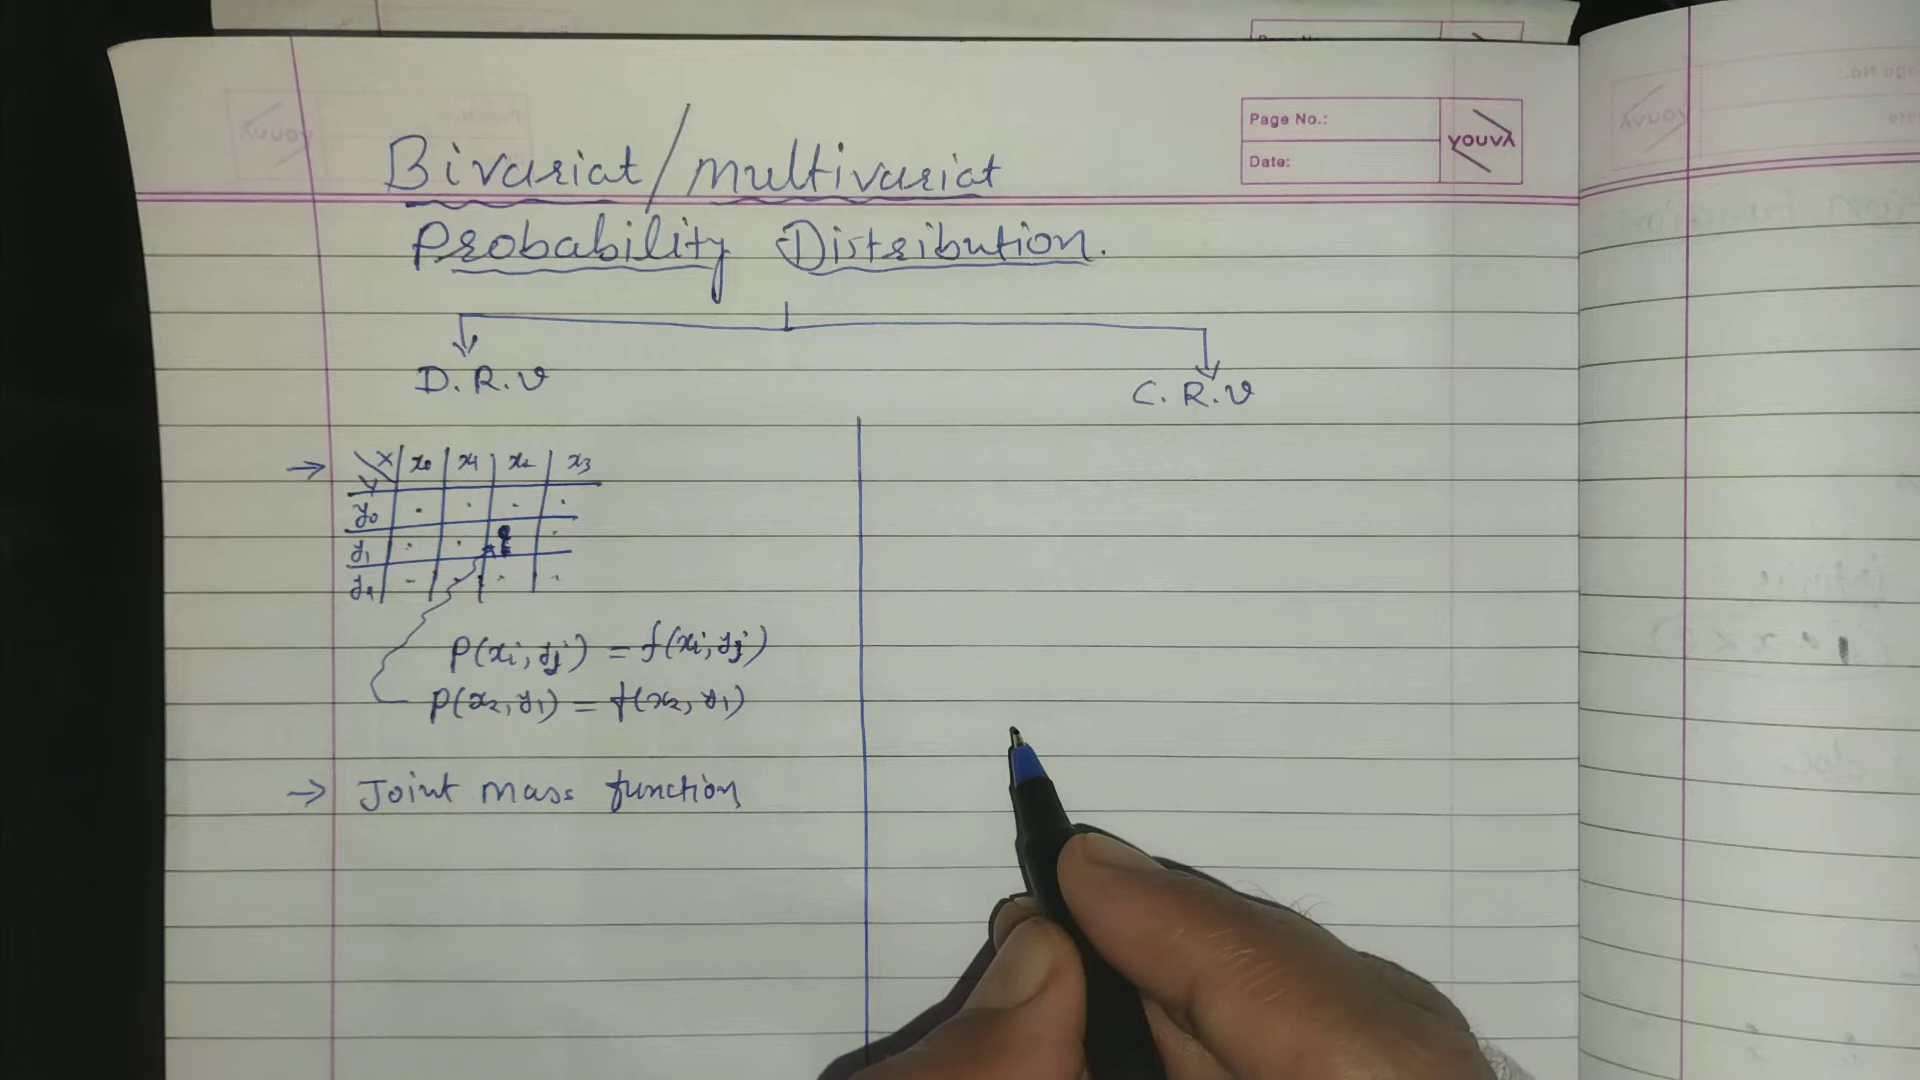 Page No.:
Date:
youvA
Bivariat/multivariat
Probability Distribution.
D.R.v
C.R.v
→ X x0 x1 x2 x3
Y
y0
y1
y2
P(xi, yj) = f(xi, yj)
P(x2, y1) = f(x2, y1)
→ Joint mass function